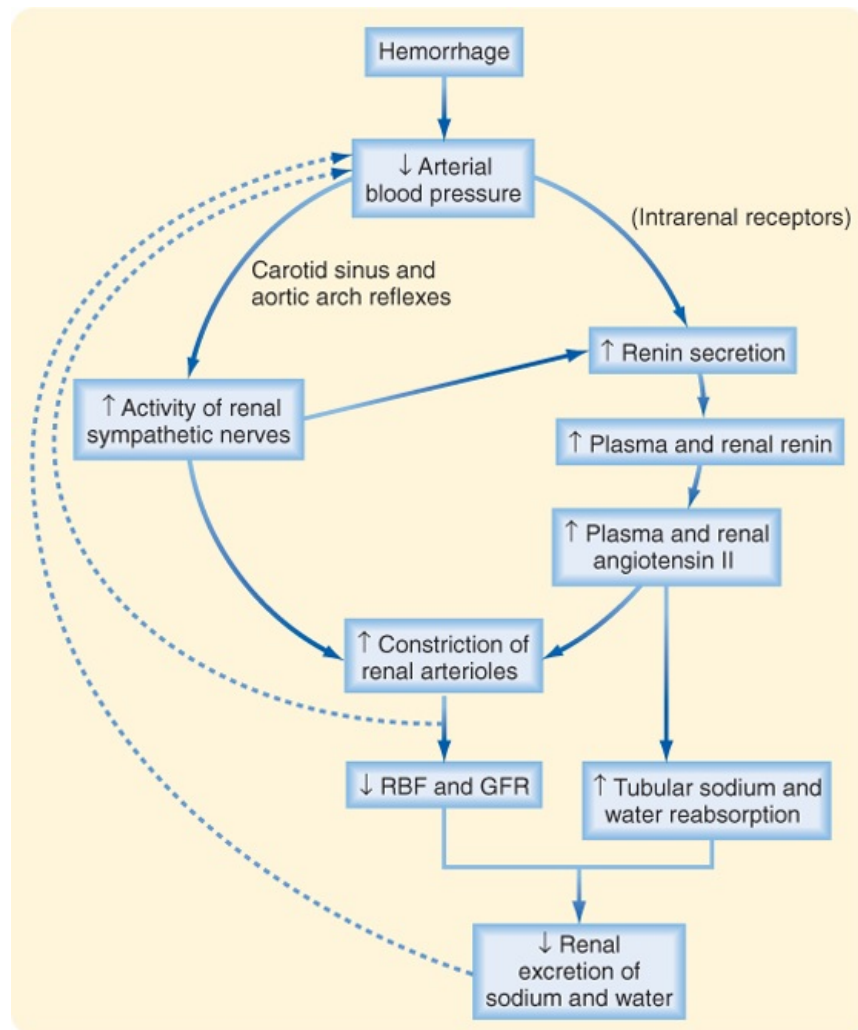 Hemorrhage
↓ Arterial
blood pressure
(Intrarenal receptors)
Carotid sinus and
aortic arch reflexes
↑ Renin secretion
↑ Activity of renal
sympathetic nerves
↑ Plasma and renal renin
↑ Plasma and renal
angiotensin II
↑ Constriction of
renal arterioles
↓ RBF and GFR
↑ Tubular sodium and
water reabsorption
↓ Renal
excretion of
sodium and water